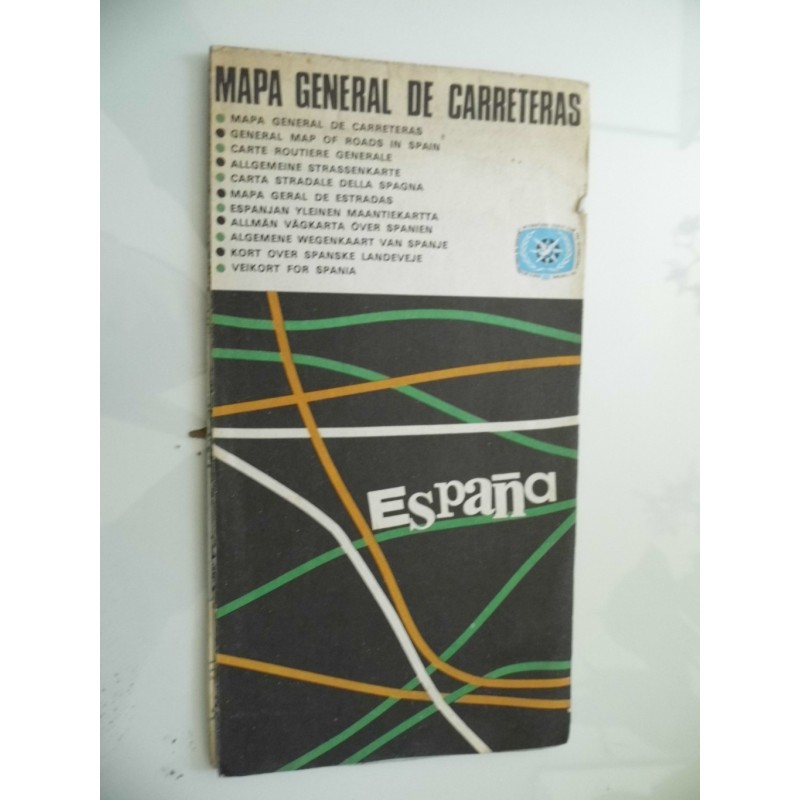 MAPA GENERAL DE CARRETERAS
MAPA GENERAL DE CARRETERAS
GENERAL MAP OF ROADS IN SPAIN
CARTE ROUTIERE GENERALE
ALLGEMEINE STRASSENKARTE
CARTA STRADALE DELLA SPAGNA
MAPA GERAL DE ESTRADAS
ESPANJAN YLEINEN MAANTIEKARTTA
ALLMÄN VÄGKARTA ÖVER SPANIEN
ALGEMENE WEGENKAART VAN SPANJE
KORT OVER SPANSKE LANDEVEJE
VEIKORT FOR SPANIA
España